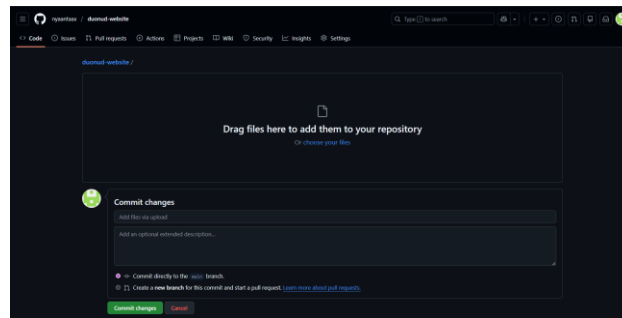 nyxantaax / duonud-website
Type / to search
Code Issues Pull requests Actions Projects Wiki Security Insights Settings
duonud-website /
Drag files here to add them to your repository
Or choose your files
Commit changes
Add files via upload
Add an optional extended description...
Commit directly to the main branch.
Create a new branch for this commit and start a pull request. Learn more about pull requests.
Commit changes Cancel